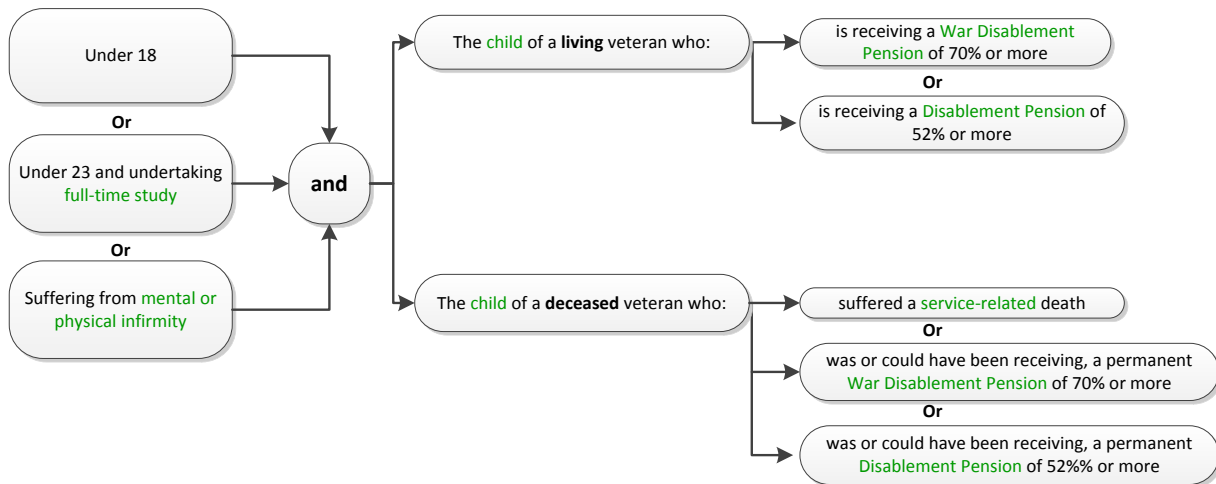 Under 18
Or
Under 23 and undertaking
full-time study
Or
Suffering from mental or
physical infirmity
and
The child of a living veteran who:
is receiving a War Disablement
Pension of 70% or more
Or
is receiving a Disablement Pension of
52% or more
The child of a deceased veteran who:
suffered a service-related death
Or
was or could have been receiving, a permanent
War Disablement Pension of 70% or more
Or
was or could have been receiving, a permanent
Disablement Pension of 52%% or more